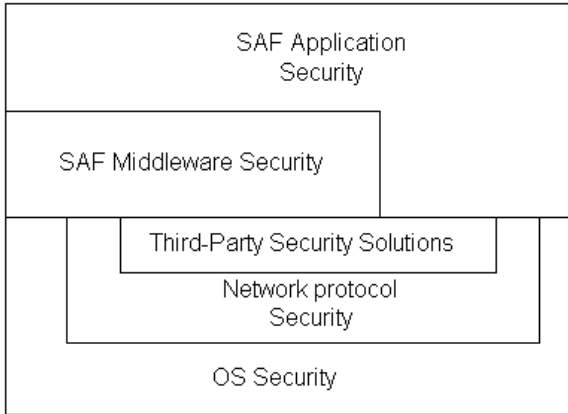 SAF Application
Security
SAF Middleware Security
Third-Party Security Solutions
Network protocol
Security
OS Security